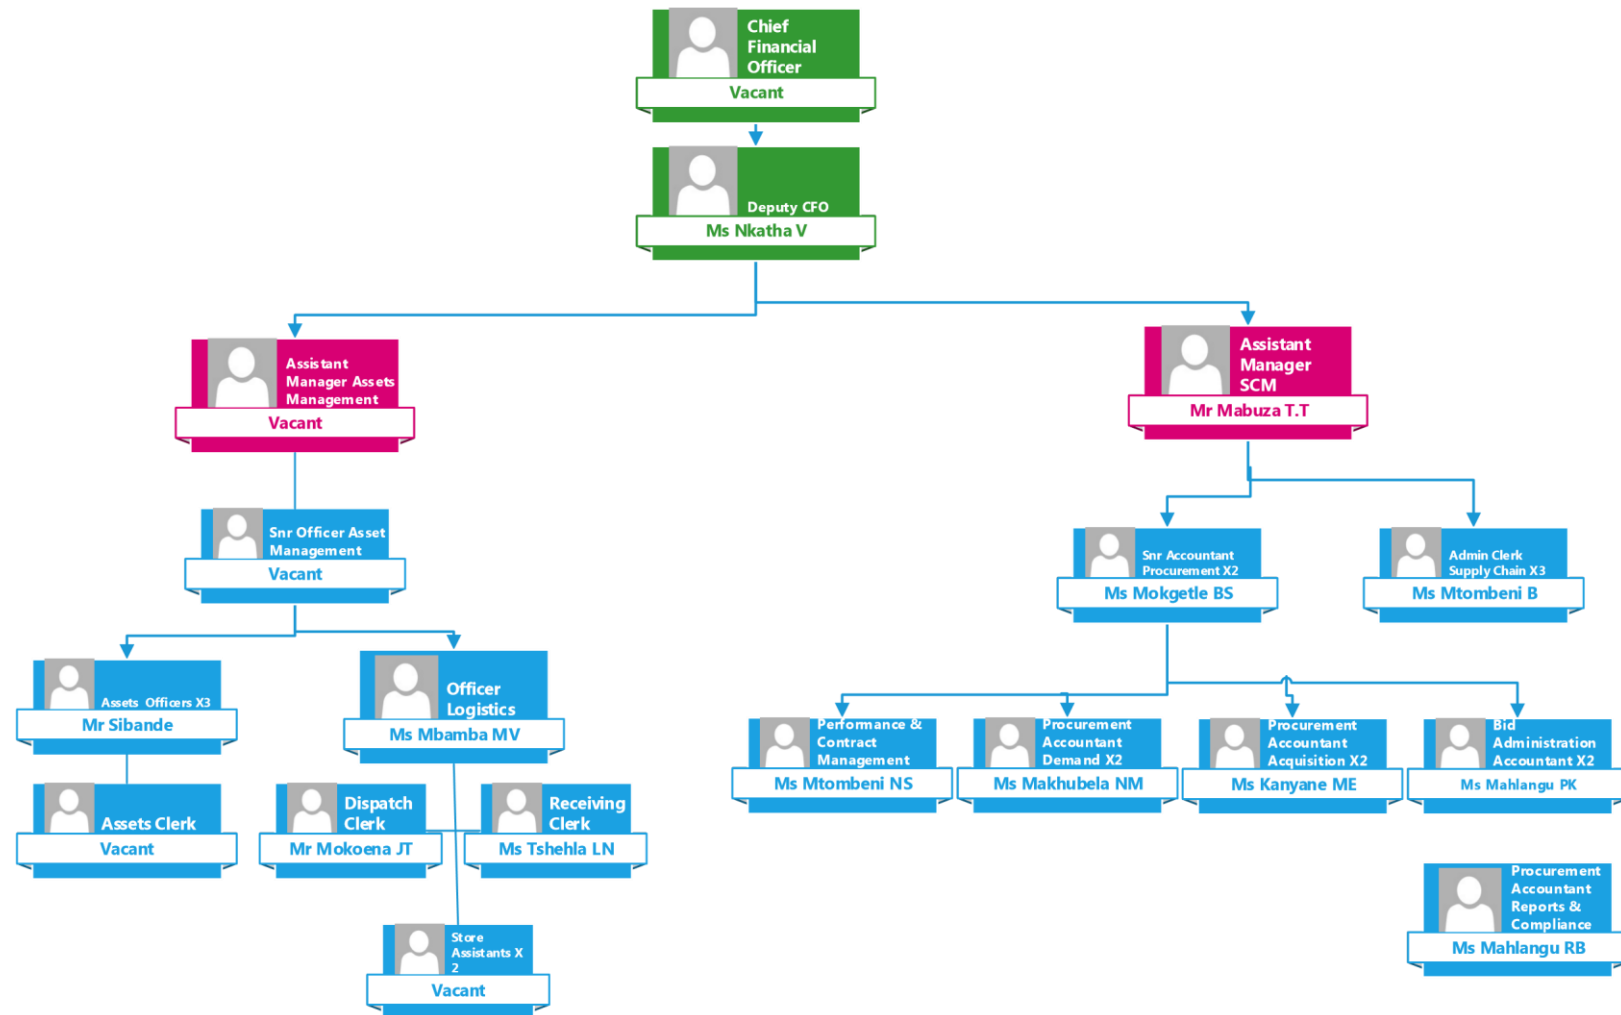 Chief
Financial
Officer
Vacant
Deputy CFO
Ms Nkatha V
Assistant
Manager Assets
Management
Vacant
Assistant
Manager
SCM
Mr Mabuza T.T
Snr Officer Asset
Management
Vacant
Snr Accountant
Procurement X2
Ms Mokgetle BS
Admin Clerk
Supply Chain X3
Ms Mtombeni B
Assets Officers X3
Mr Sibande
Officer
Logistics
Ms Mbamba MV
Performance &
Contract
Management
Ms Mtombeni NS
Procurement
Accountant
Demand X2
Ms Makhubela NM
Procurement
Accountant
Acquisition X2
Ms Kanyane ME
Bid
Administration
Accountant X2
Ms Mahlangu PK
Assets Clerk
Vacant
Dispatch
Clerk
Mr Mokoena JT
Receiving
Clerk
Ms Tshehla LN
Procurement
Accountant
Reports &
Compliance
Ms Mahlangu RB
Store
Assistants X
2
Vacant